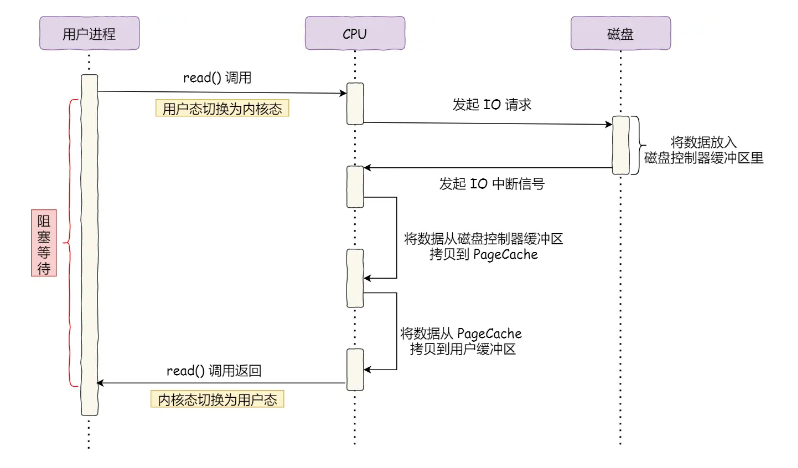 用户进程
CPU
磁盘
read() 调用
用户态切换为内核态
发起 IO 请求
将数据放入
磁盘控制器缓冲区里
发起 IO 中断信号
阻塞等待
将数据从磁盘控制器缓冲区
拷贝到 PageCache
将数据从 PageCache
拷贝到用户缓冲区
read() 调用返回
内核态切换为用户态